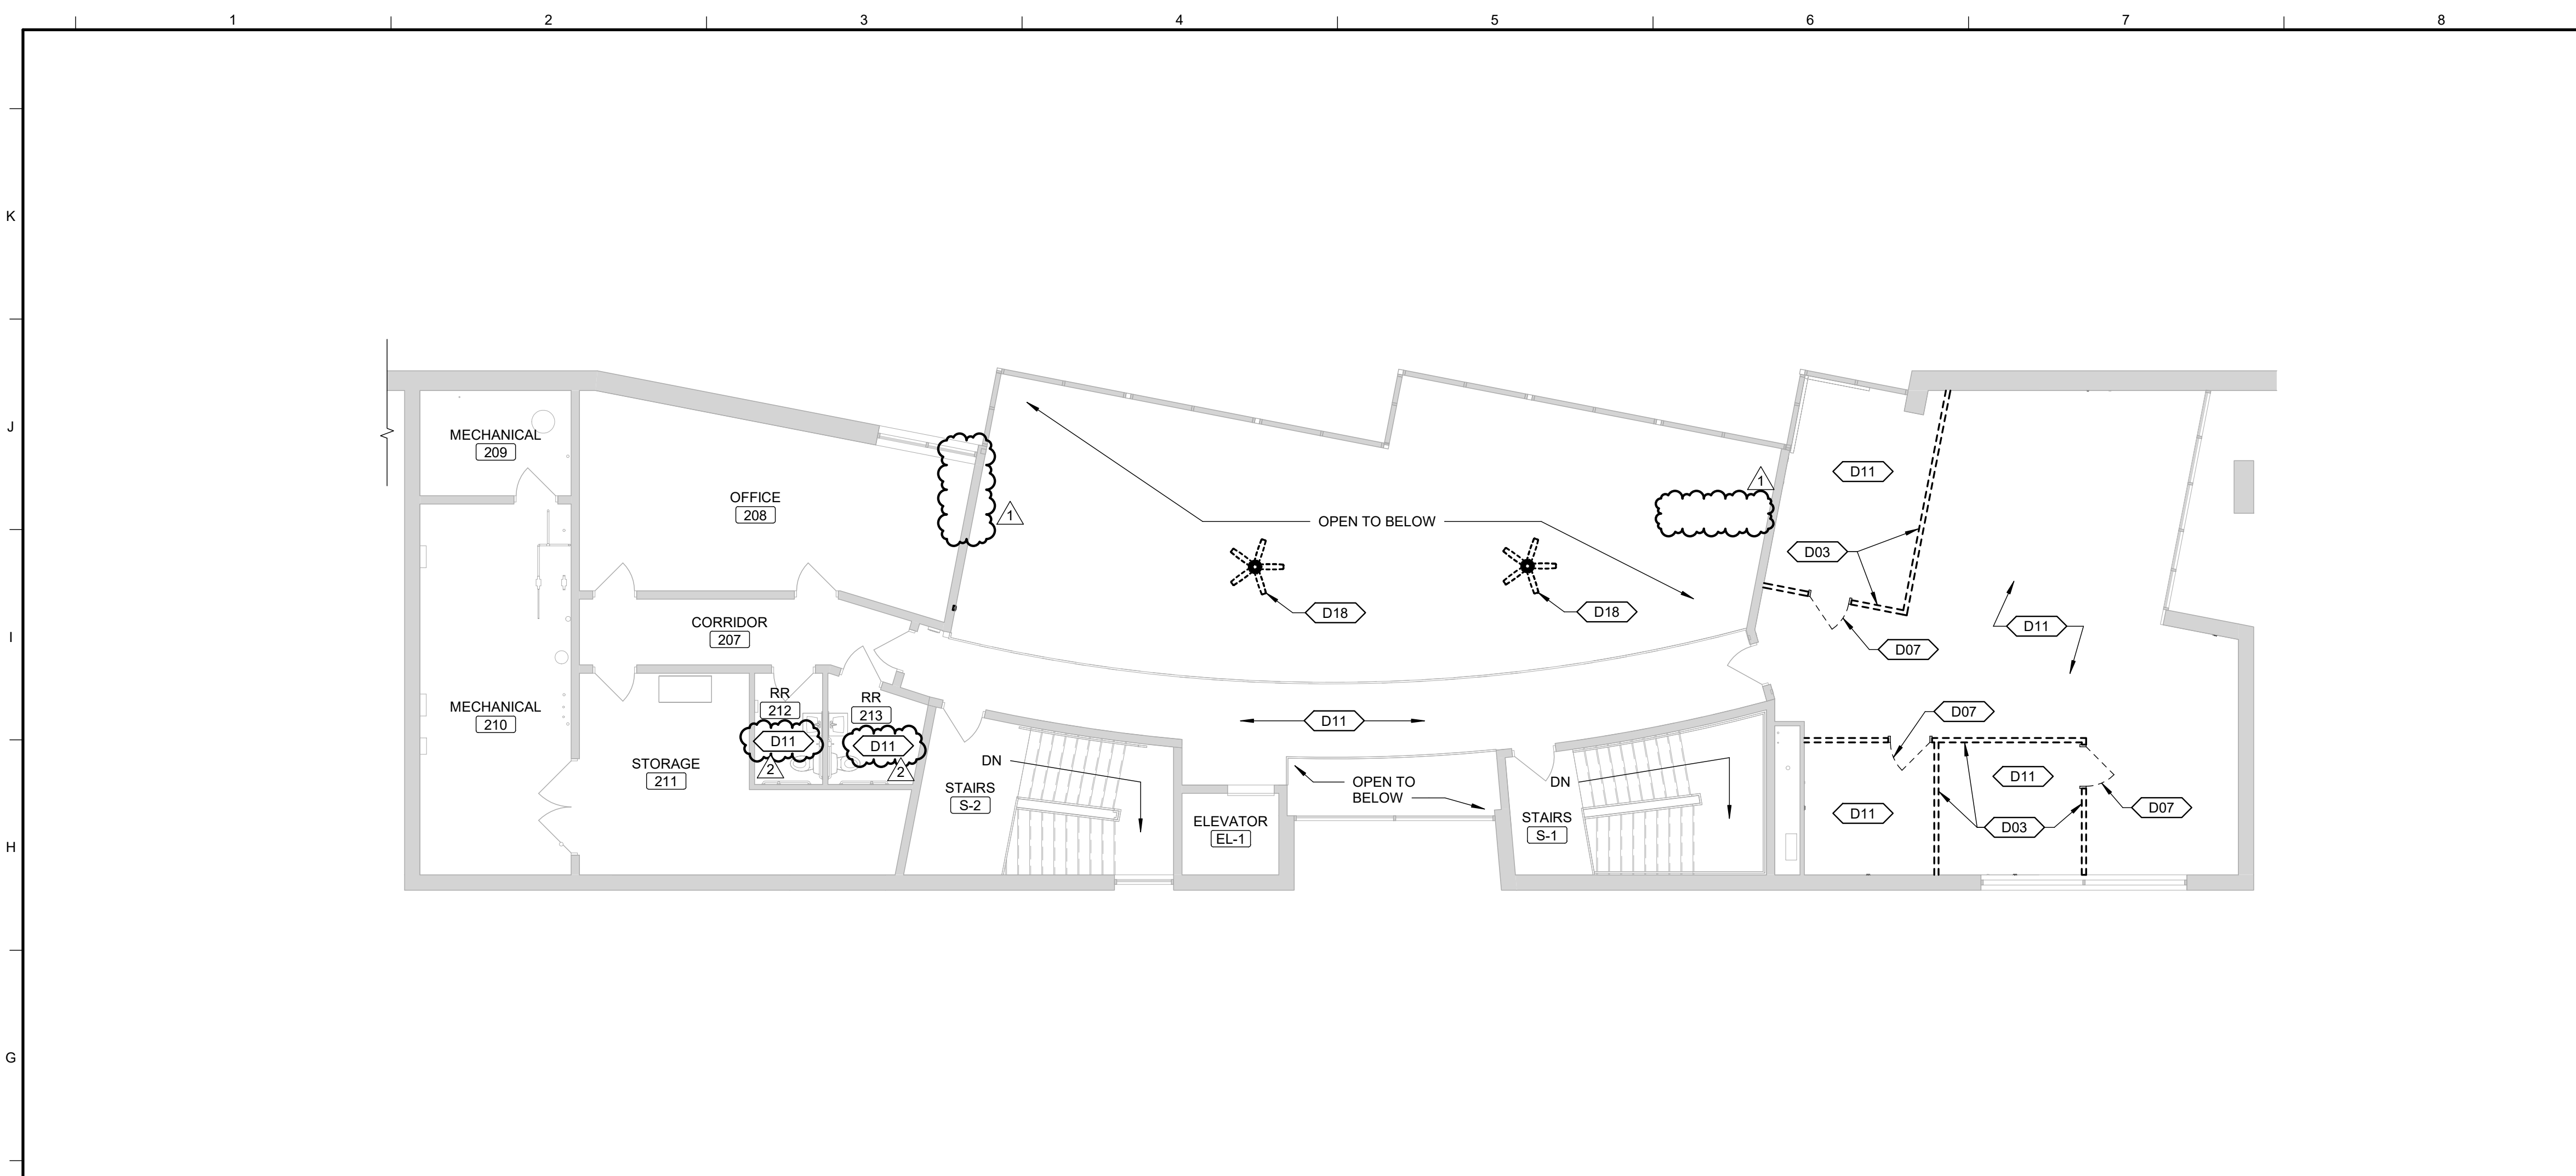 1 2 3 4 5 6 7 8
K
J
I
H
G
MECHANICAL
209
OFFICE
208
1
OPEN TO BELOW
1
D11
D03
D18
D18
CORRIDOR
207
D07
D11
MECHANICAL
210
RR
212
D11
2
RR
213
D11
2
STORAGE
211
D11
D07
DN
STAIRS
S-2
OPEN TO
BELOW
ELEVATOR
EL-1
DN
STAIRS
S-1
D11
D11
D03
D07